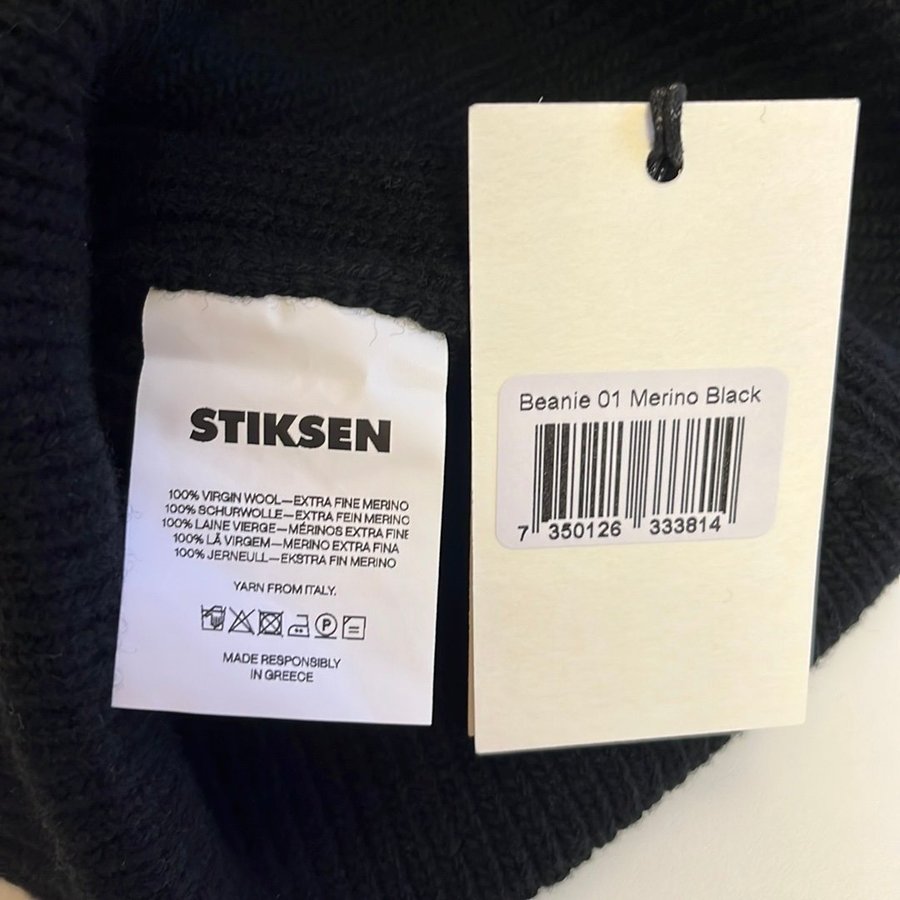 STIKSEN
100% VIRGIN WOOL—EXTRA FINE MERINO
100% SCHURWOLLE—EXTRA FEIN MERINO
100% LAINE VIERGE—MÉRINOS EXTRA FINE
100% LÃ VIRGEM—MERINO EXTRA FINA
100% JERNEULL—EKSTRA FIN MERINO
YARN FROM ITALY.
P
MADE RESPONSIBLY
IN GREECE
Beanie 01 Merino Black
7 350126 333814